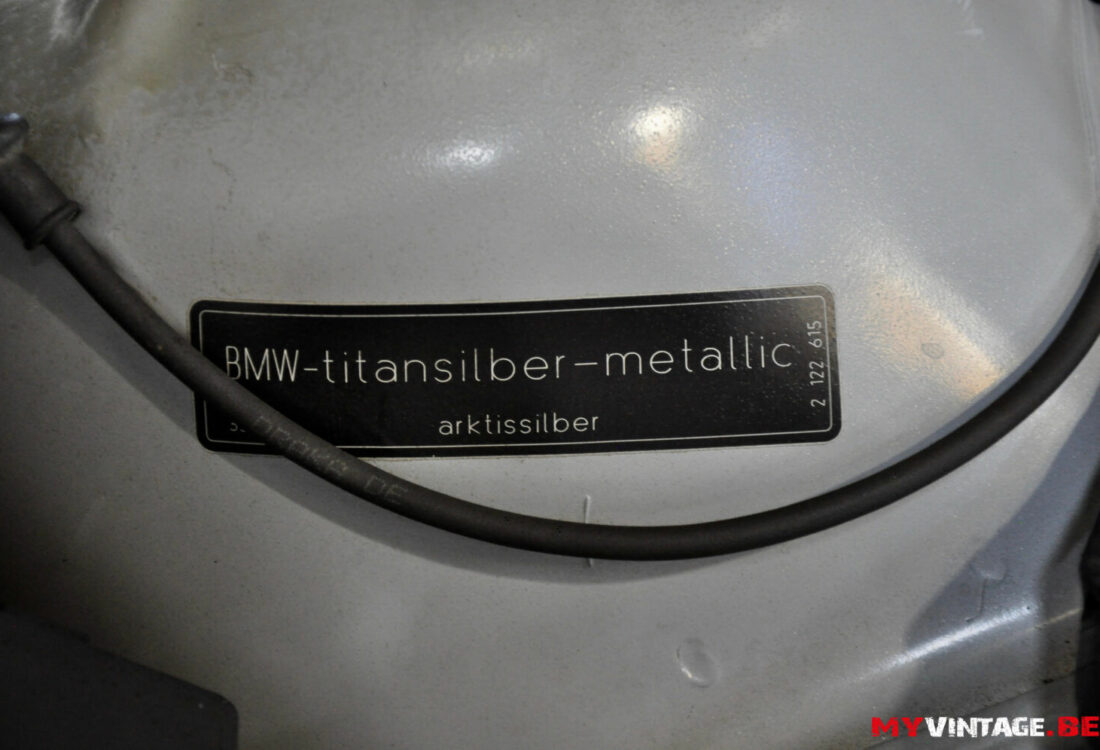 BMW-titansilber-metallic
arktissilber
2 122 615
MYVINTAGE.BE